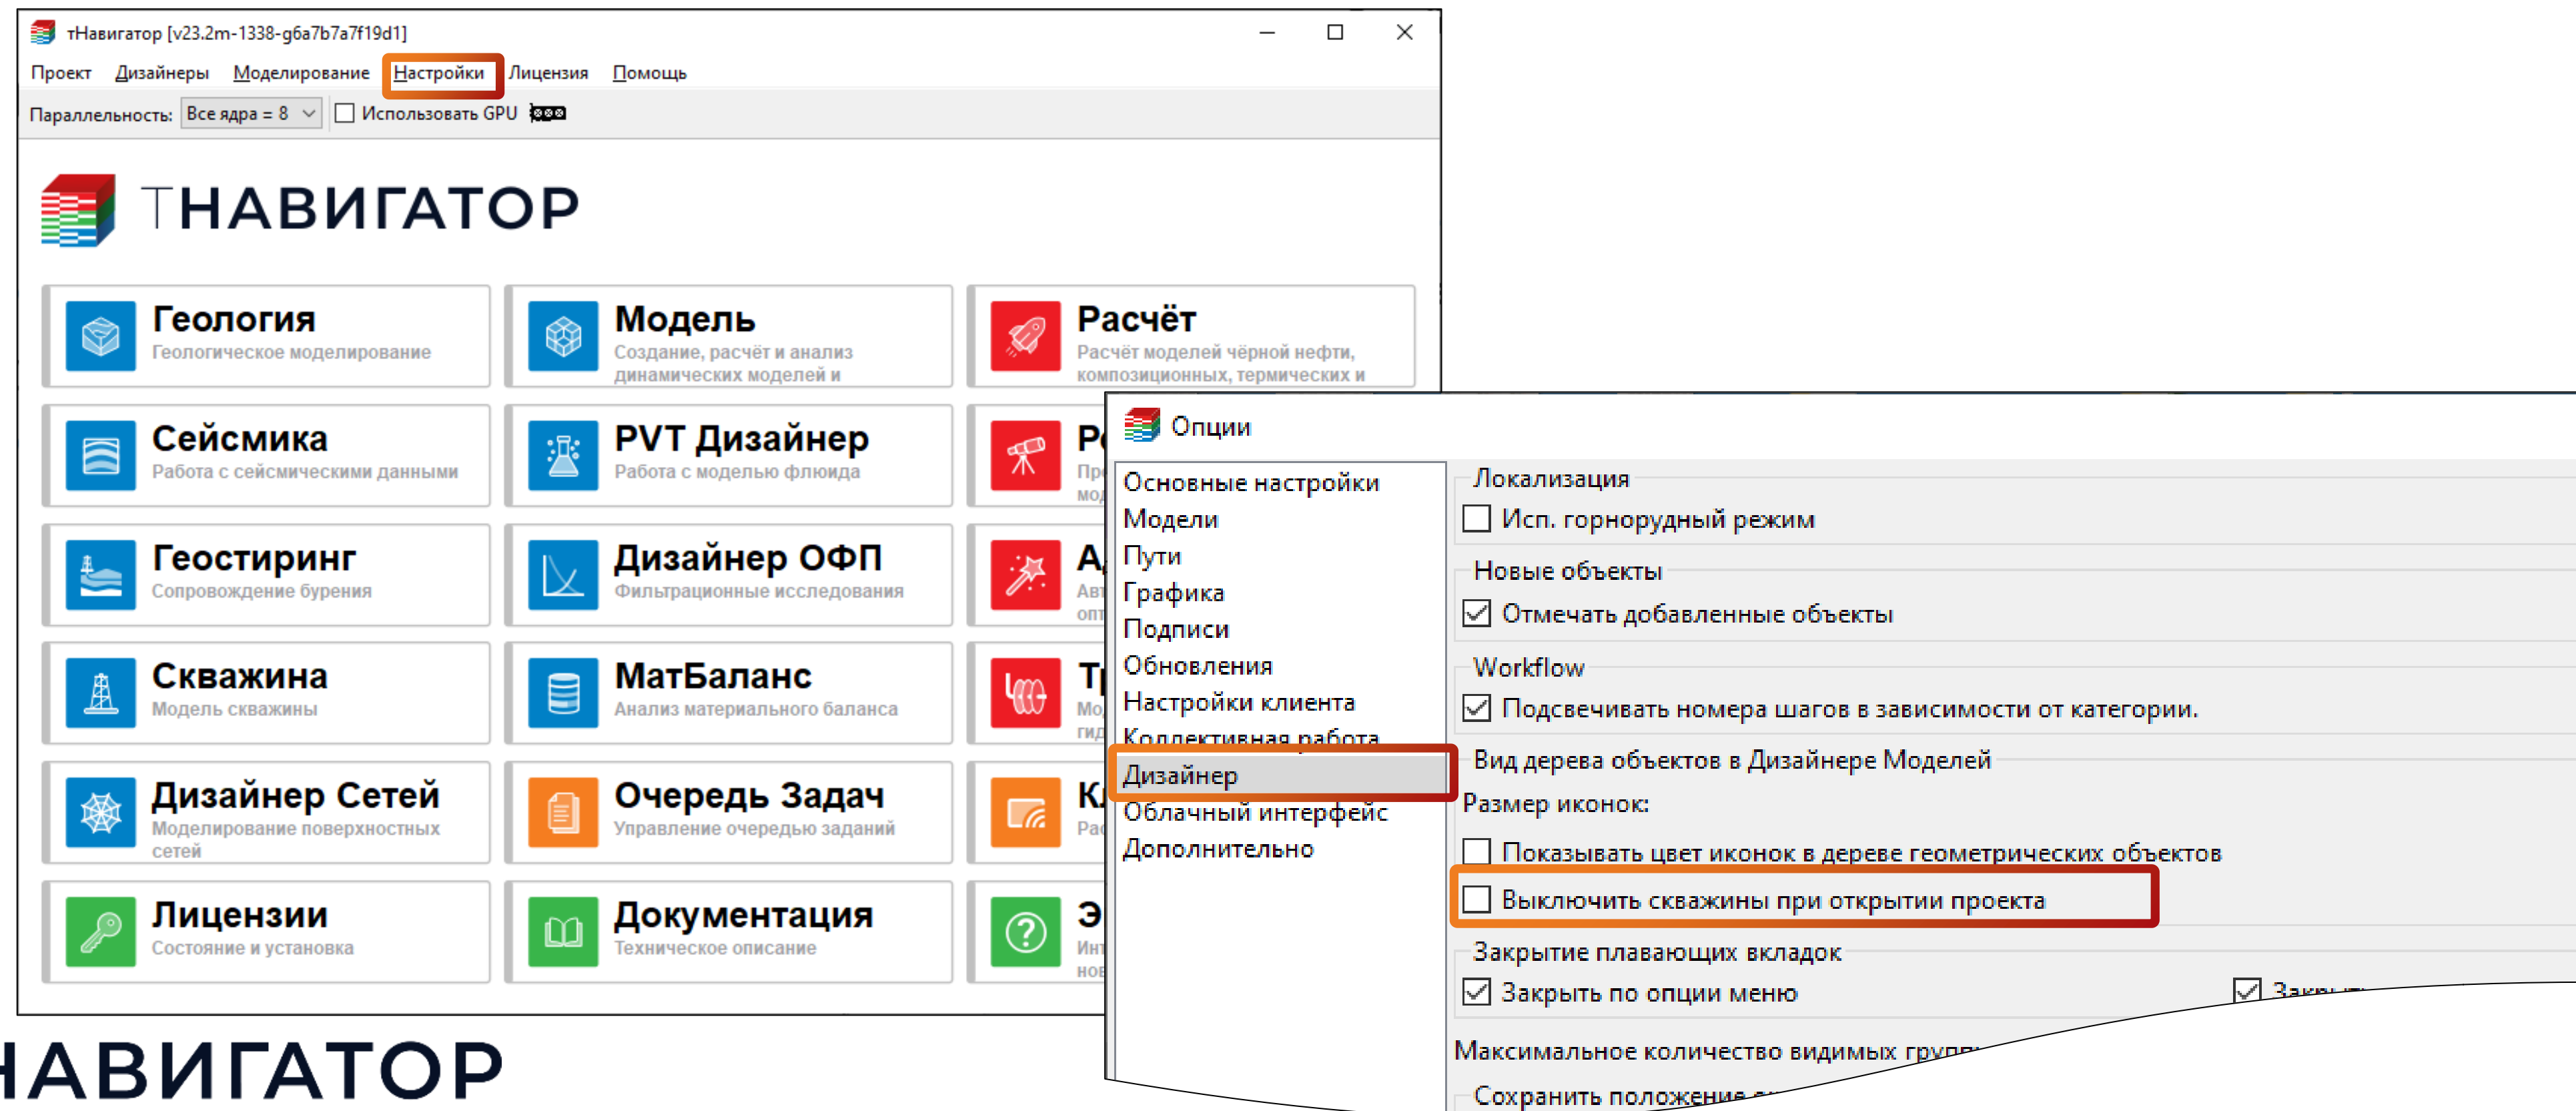 тНавигатор [v23.2m-1338-g6a7b7a7f19d1]
Проект Дизайнеры Моделирование Настройки Лицензия Помощь
Параллельность: Все ядра = 8 Использовать GPU
ТНАВИГАТОР
Геология
Геологическое моделирование
Модель
Создание, расчёт и анализ
динамических моделей и
Расчёт
Расчёт моделей чёрной нефти,
композиционных, термических и
Сейсмика
Работа с сейсмическими данными
PVT Дизайнер
Работа с моделью флюида
Геостиринг
Сопровождение бурения
Дизайнер ОФП
Фильтрационные исследования
Скважина
Модель скважины
МатБаланс
Анализ материального баланса
Дизайнер Сетей
Моделирование поверхностных
сетей
Очередь Задач
Управление очередью заданий
Лицензии
Состояние и установка
Документация
Техническое описание
Опции
Основные настройки
Модели
Пути
Графика
Подписи
Обновления
Настройки клиента
Коллективная работа
Дизайнер
Облачный интерфейс
Дополнительно
Локализация
Исп. горнорудный режим
Новые объекты
Отмечать добавленные объекты
Workflow
Подсвечивать номера шагов в зависимости от категории.
Вид дерева объектов в Дизайнере Моделей
Размер иконок:
Показывать цвет иконок в дереве геометрических объектов
Выключить скважины при открытии проекта
Закрытие плавающих вкладок
Закрыть по опции меню
Максимальное количество видимых
Сохранить положение
НАВИГАТОР